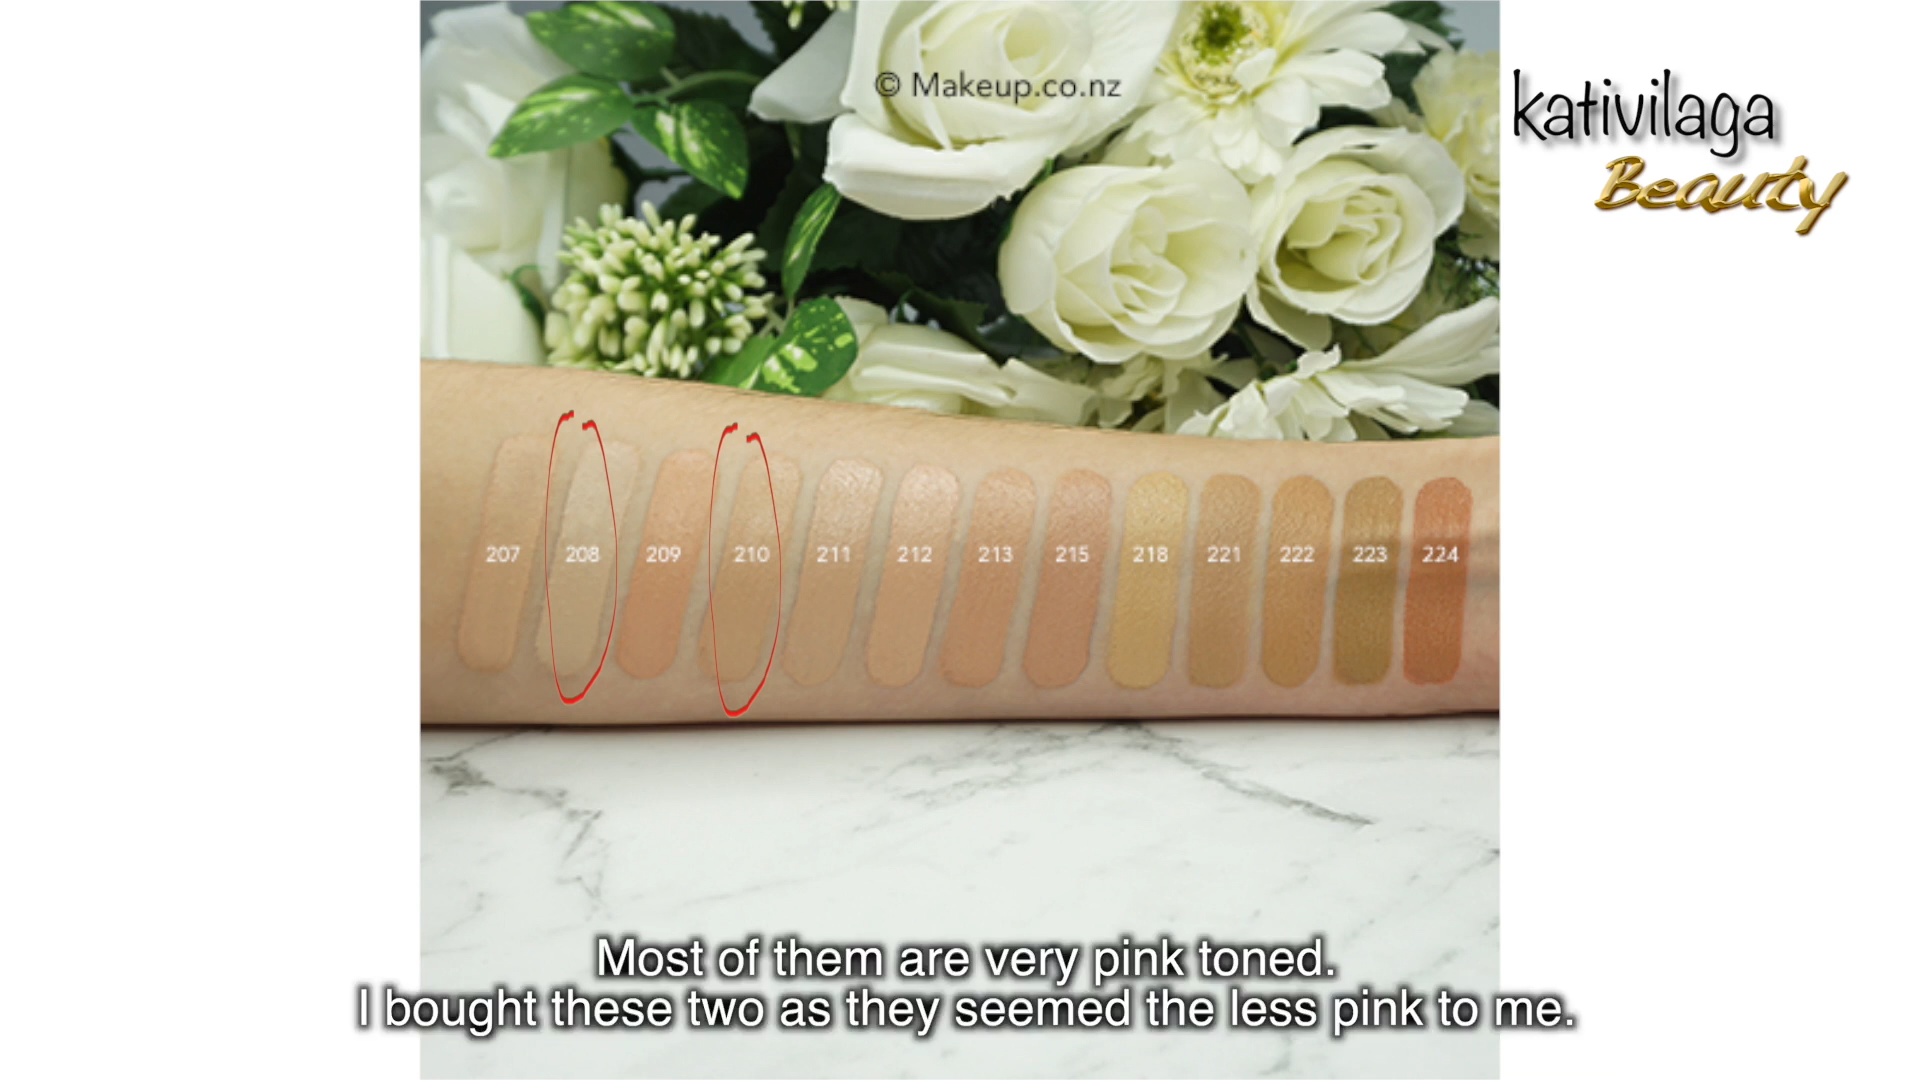 © Makeup.co.nz
kativilaga
Beauty
207 208 209 210 211 212 213 215 218 221 222 223 224
Most of them are very pink toned.
I bought these two as they seemed the less pink to me.